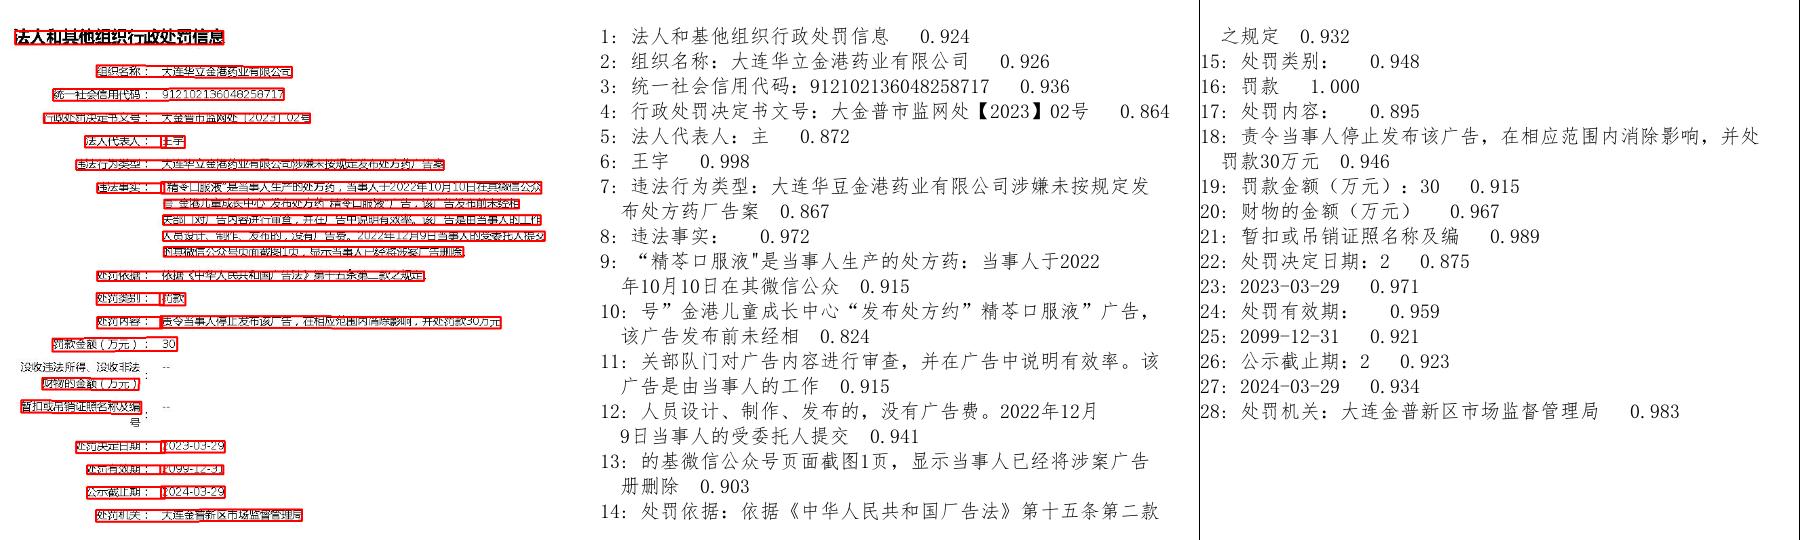 法人和其他组织行政处罚信息
组织名称： 大连华立金港药业有限公司
统一社会信用代码： 912102136048258717
行政处罚决定书文号： 大金普市监网处〔2023〕02号
法人代表人： 王宇
违法行为类型： 大连华立金港药业有限公司涉嫌未按规定发布处方药广告案
违法事实： “精苓口服液”是当事人生产的处方药，当事人于2022年10月10日在其微信公众
号“金港儿童成长中心”发布处方药“精苓口服液”广告，该广告发布前未经相
关部门对广告内容进行审查，并在广告中说明有效率。该广告是由当事人的工作
人员设计、制作、发布的，没有广告费。2022年12月9日当事人的受委托人提交
的其微信公众号页面截图1页，显示当事人已经将涉案广告删除
处罚依据： 依据《中华人民共和国广告法》第十五条第二款之规定
处罚类别： 罚款
处罚内容： 责令当事人停止发布该广告，在相应范围内消除影响，并处罚款30万元
罚款金额（万元）： 30
没收违法所得、没收非法
财物的金额（万元）
： --
暂扣或吊销证照名称及编
号
： --
处罚决定日期： 2023-03-29
处罚有效期： 2099-12-31
公示截止期： 2024-03-29
处罚机关： 大连金普新区市场监督管理局
1: 法人和基他组织行政处罚信息 0.924
2: 组织名称: 大连华立金港药业有限公司 0.926
3: 统一社会信用代码: 912102136048258717 0.936
4: 行政处罚决定书文号: 大金普市监网处【2023】02号 0.864
5: 法人代表人: 主 0.872
6: 王宇 0.998
7: 违法行为类型: 大连华豆金港药业有限公司涉嫌未按规定发
布处方药厂告案 0.867
8: 违法事实: 0.972
9: “精苓口服液"是当事人生产的处方药: 当事人于2022
年10月10日在其微信公众 0.915
10: 号”金港儿童成长中心“发布处方约”精苓口服液”广告，
该广告发布前未经相 0.824
11: 关部队门对广告内容进行审查，并在广告中说明有效率。该
广告是由当事人的工作 0.915
12: 人员设计、制作、发布的，没有广告费。2022年12月
9日当事人的受委托人提交 0.941
13: 的基微信公众号页面截图1页，显示当事人已经将涉案广告
册删除 0.903
14: 处罚依据: 依据《中华人民共和国厂告法》第十五条第二款
之规定 0.932
15: 处罚类别: 0.948
16: 罚款 1.000
17: 处罚内容: 0.895
18: 责令当事人停止发布该广告，在相应范围内消除影响，并处
罚款30万元 0.946
19: 罚款金额（万元）: 30 0.915
20: 财物的金额（万元） 0.967
21: 暂扣或吊销证照名称及编 0.989
22: 处罚决定日期: 2 0.875
23: 2023-03-29 0.971
24: 处罚有效期: 0.959
25: 2099-12-31 0.921
26: 公示截止期: 2 0.923
27: 2024-03-29 0.934
28: 处罚机关: 大连金普新区市场监督管理局 0.983